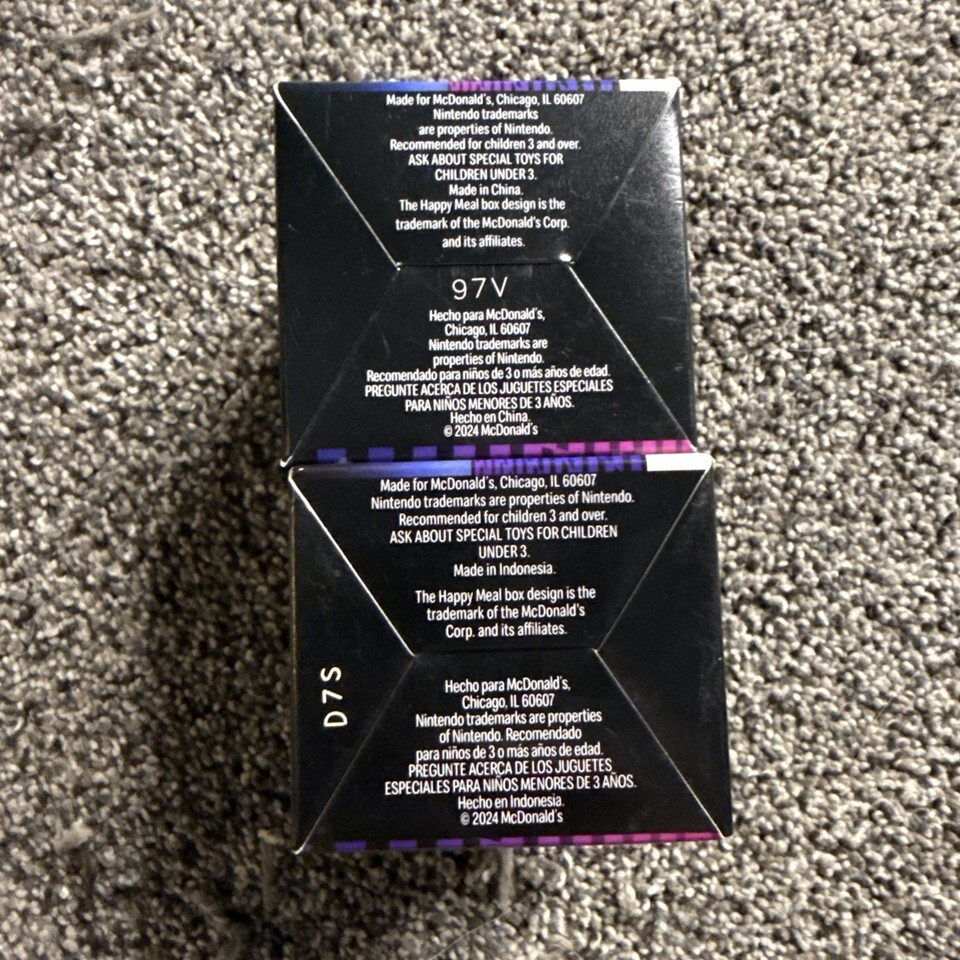 Made for McDonald's, Chicago, IL 60607
Nintendo trademarks
are properties of Nintendo.
Recommended for children 3 and over.
ASK ABOUT SPECIAL TOYS FOR
CHILDREN UNDER 3.
Made in China.
The Happy Meal box design is the
trademark of the McDonald's Corp.
and its affiliates.
97V
Hecho para McDonald's,
Chicago, IL 60607
Nintendo trademarks are
properties of Nintendo.
Recomendado para niños de 3 o más años de edad.
PREGUNTE ACERCA DE LOS JUGUETES ESPECIALES
PARA NIÑOS MENORES DE 3 AÑOS.
Hecho en China.
© 2024 McDonald's
Made for McDonald's, Chicago, IL 60607
Nintendo trademarks are properties of Nintendo.
Recommended for children 3 and over.
ASK ABOUT SPECIAL TOYS FOR CHILDREN
UNDER 3.
Made in Indonesia.
The Happy Meal box design is the
trademark of the McDonald's
Corp. and its affiliates.
D7S
Hecho para McDonald's,
Chicago, IL 60607
Nintendo trademarks are properties
of Nintendo. Recomendado
para niños de 3 o más años de edad.
PREGUNTE ACERCA DE LOS JUGUETES
ESPECIALES PARA NIÑOS MENORES DE 3 AÑOS.
Hecho en Indonesia.
© 2024 McDonald's